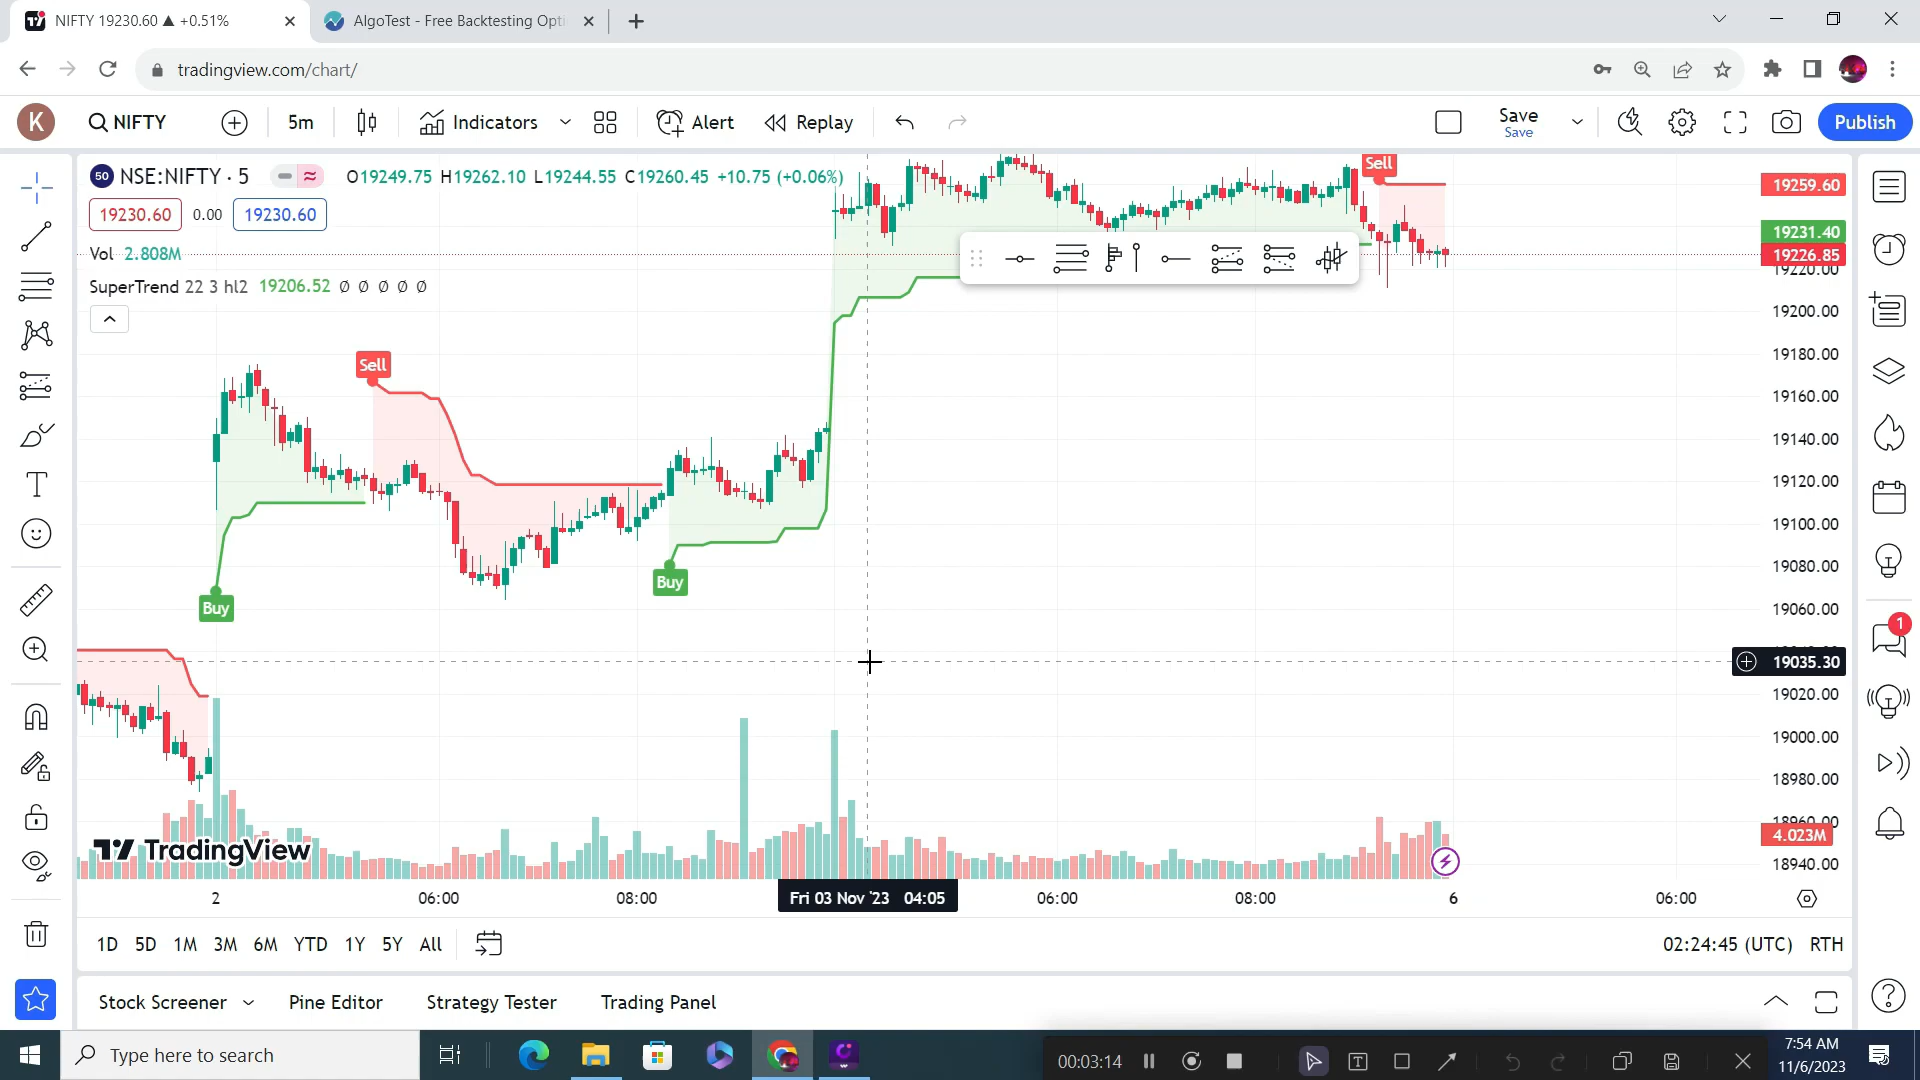 NIFTY 19230.60 ▲ +0.51%
AlgoTest - Free Backtesting Opti
tradingview.com/chart/
K
NIFTY
5m
Indicators
Alert
Replay
Save
Save
Publish
50 NSE:NIFTY · 5
O19249.75 H19262.10 L19244.55 C19260.45 +10.75 (+0.06%)
19230.60 0.00 19230.60
Vol 2.808M
SuperTrend 22 3 hl2 19206.52 Ø Ø Ø Ø Ø
Sell
Sell
Buy
Buy
19259.60
19231.40
19226.85
19220.00
19200.00
19180.00
19160.00
19140.00
19120.00
19100.00
19080.00
19060.00
19035.30
19020.00
19000.00
18980.00
18960.00
4.023M
18940.00
1
TradingView
2 06:00 08:00 Fri 03 Nov '23 04:05 06:00 08:00 6 06:00
1D 5D 1M 3M 6M YTD 1Y 5Y All
02:24:45 (UTC) RTH
Stock Screener Pine Editor Strategy Tester Trading Panel
Type here to search
00:03:14
7:54 AM
11/6/2023